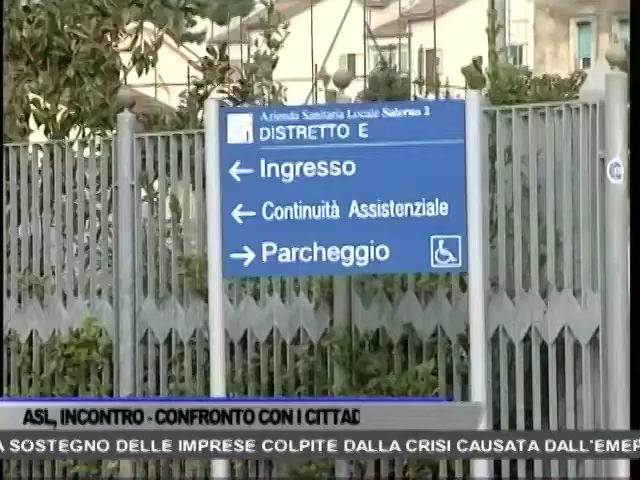 Azienda Sanitaria Locale Salerno 2
DISTRETTO E
← Ingresso
← Continuità Assistenziale
→ Parcheggio
ASL, INCONTRO - CONFRONTO CON I CITTAD
A SOSTEGNO DELLE IMPRESE COLPITE DALLA CRISI CAUSATA DALL'EMER